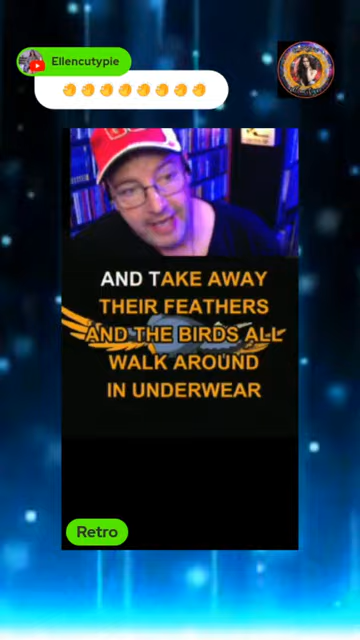 Ellencutypie
👏👏👏👏👏👏👏👏
AND TAKE AWAY
THEIR FEATHERS
AND THE BIRDS ALL
WALK AROUND
IN UNDERWEAR
Retro